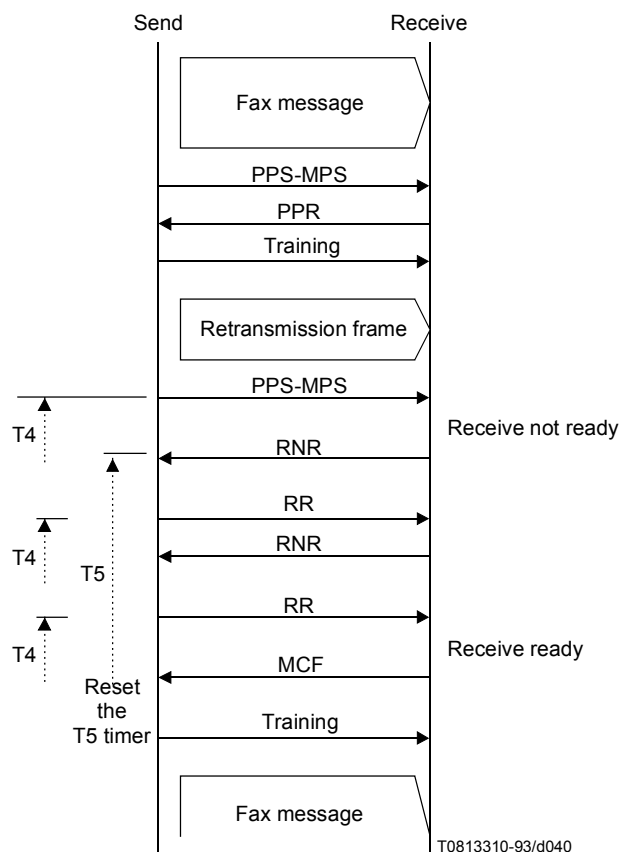 Send
Receive
Fax message
PPS-MPS
PPR
Training
Retransmission frame
PPS-MPS
T4
Receive not ready
RNR
RR
T4
T5
RNR
RR
T4
Receive ready
MCF
Reset
the
T5 timer
Training
Fax message
T0813310-93/d040